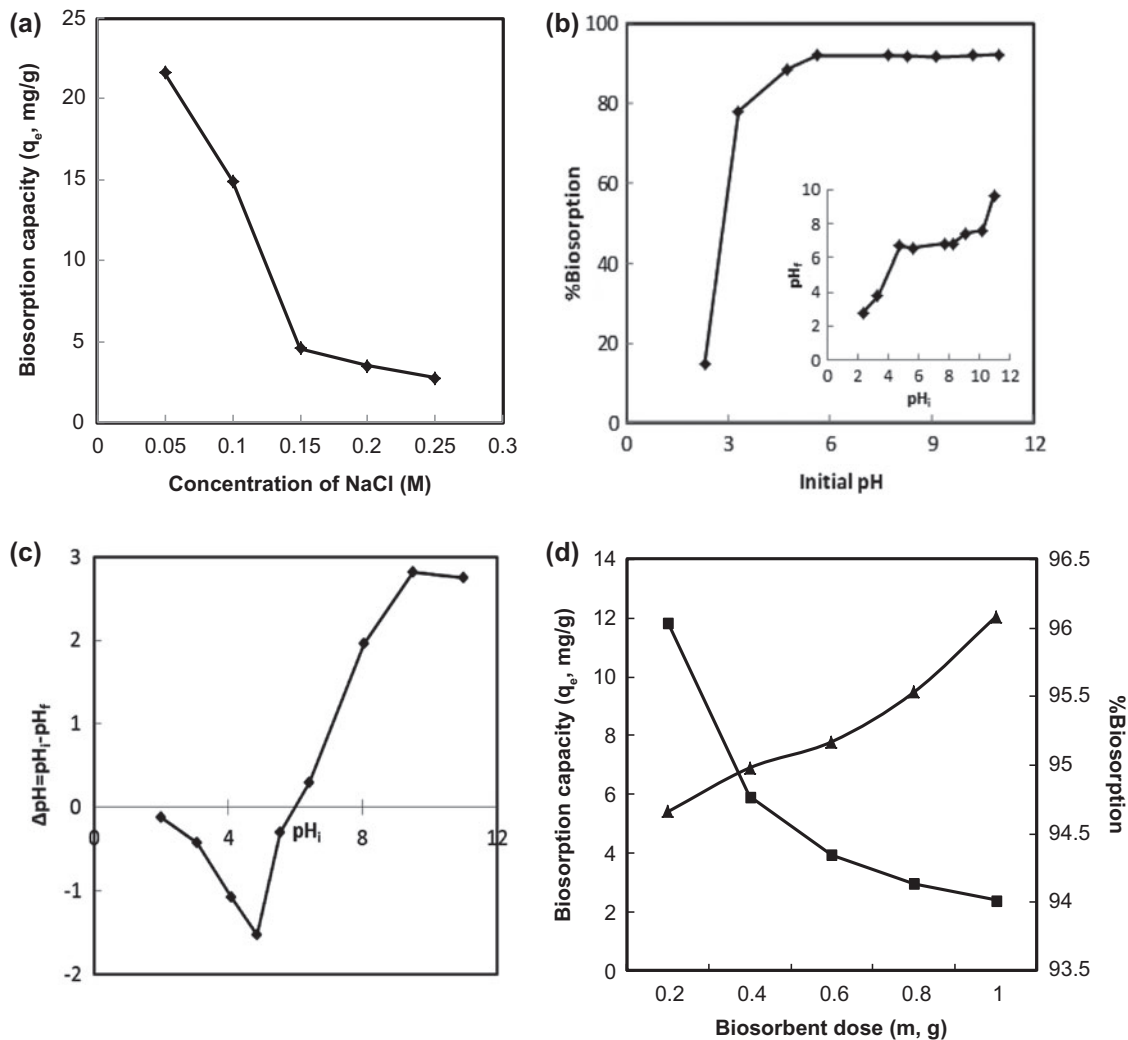 (a)
25
20
15
10
5
0
0 0.05 0.1 0.15 0.20 0.25 0.3
Biosorption capacity (qₑ, mg/g)
Concentration of NaCl (M)
(b)
100
80
60
40
20
0
0 3 6 9 12
%Biosorption
Initial pH
10
8
6
4
2
0
0 2 4 6 8 10 12
pHf
pHi
(c)
3
2
1
0
-1
-2
0 4 8 12
ΔpH=pHi-pHf
pHi
(d)
14
12
10
8
6
4
2
0
0.2 0.4 0.6 0.8 1
96.5
96
95.5
95
94.5
94
93.5
Biosorption capacity (qₑ, mg/g)
%Biosorption
Biosorbent dose (m, g)